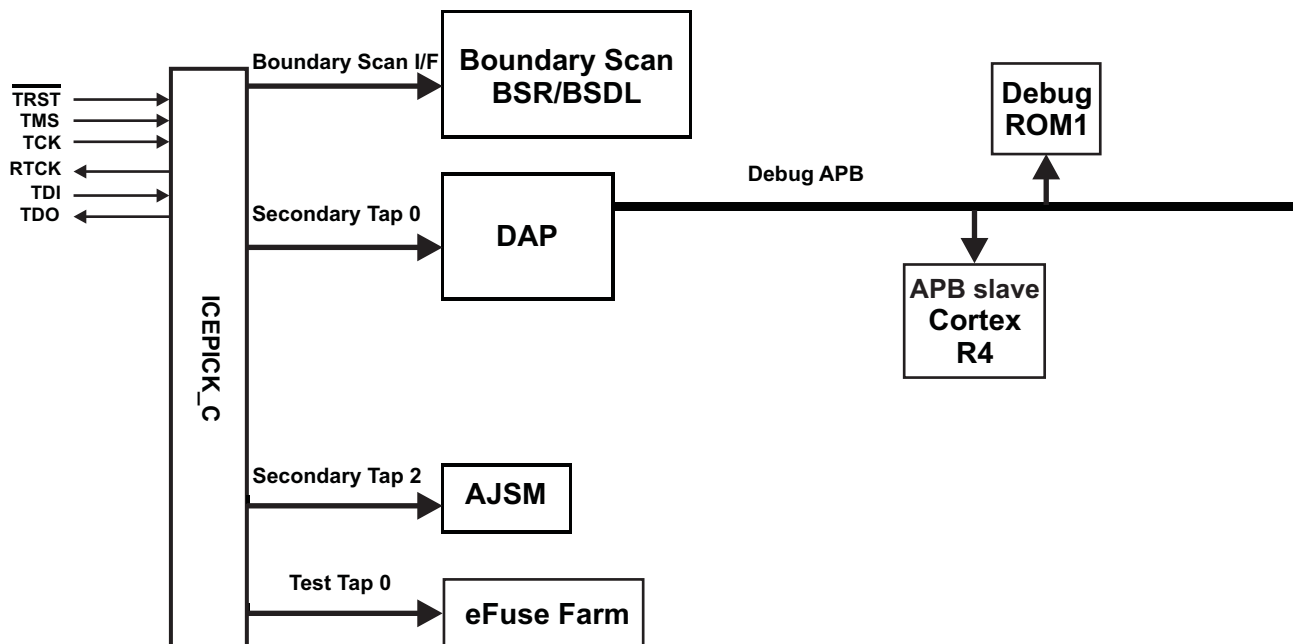 Boundary Scan I/F
Boundary Scan
BSR/BSDL
TRST
TMS
TCK
RTCK
TDI
TDO
ICEPICK_C
Debug
ROM1
Debug APB
Secondary Tap 0
DAP
APB slave
Cortex
R4
Secondary Tap 2
AJSM
Test Tap 0
eFuse Farm